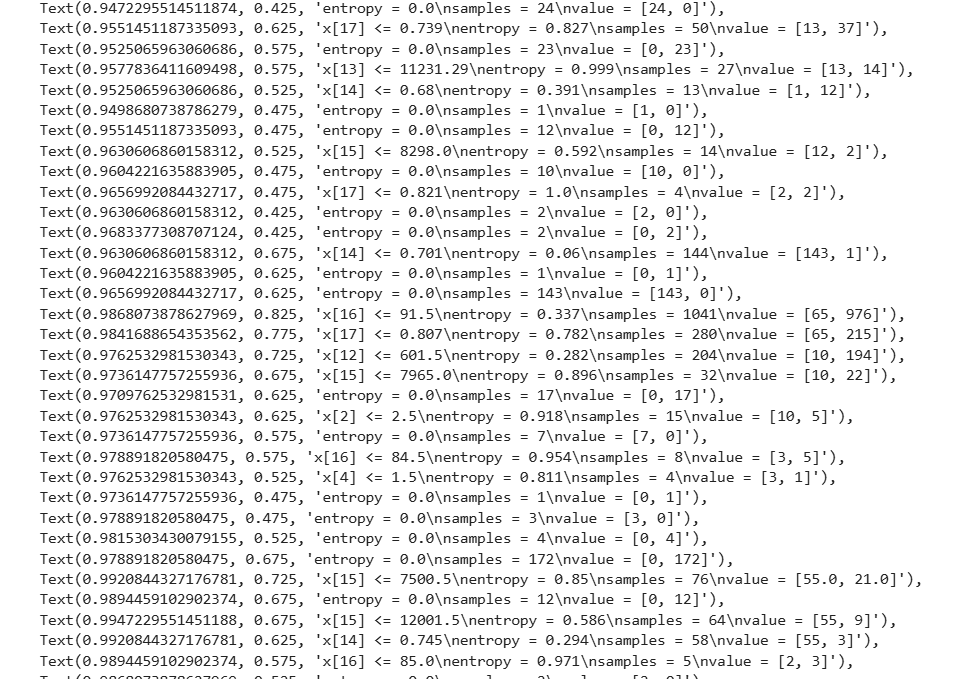 Text(0.9472295514511874, 0.425, 'entropy = 0.0\nsamples = 24\nvalue = [24, 0]'),
Text(0.9551451187335093, 0.625, 'x[17] <= 0.739\nentropy = 0.827\nsamples = 50\nvalue = [13, 37]'),
Text(0.9525065963060686, 0.575, 'entropy = 0.0\nsamples = 23\nvalue = [0, 23]'),
Text(0.9577836411609498, 0.575, 'x[13] <= 11231.29\nentropy = 0.999\nsamples = 27\nvalue = [13, 14]'),
Text(0.9525065963060686, 0.525, 'x[14] <= 0.68\nentropy = 0.391\nsamples = 13\nvalue = [1, 12]'),
Text(0.9498680738786279, 0.475, 'entropy = 0.0\nsamples = 1\nvalue = [1, 0]'),
Text(0.9551451187335093, 0.475, 'entropy = 0.0\nsamples = 12\nvalue = [0, 12]'),
Text(0.9630606860158312, 0.525, 'x[15] <= 8298.0\nentropy = 0.592\nsamples = 14\nvalue = [12, 2]'),
Text(0.9604221635883905, 0.475, 'entropy = 0.0\nsamples = 10\nvalue = [10, 0]'),
Text(0.9656992084432717, 0.475, 'x[17] <= 0.821\nentropy = 1.0\nsamples = 4\nvalue = [2, 2]'),
Text(0.9630606860158312, 0.425, 'entropy = 0.0\nsamples = 2\nvalue = [2, 0]'),
Text(0.9683377308707124, 0.425, 'entropy = 0.0\nsamples = 2\nvalue = [0, 2]'),
Text(0.9630606860158312, 0.675, 'x[14] <= 0.701\nentropy = 0.06\nsamples = 144\nvalue = [143, 1]'),
Text(0.9604221635883905, 0.625, 'entropy = 0.0\nsamples = 1\nvalue = [0, 1]'),
Text(0.9656992084432717, 0.625, 'entropy = 0.0\nsamples = 143\nvalue = [143, 0]'),
Text(0.9868073878627969, 0.825, 'x[16] <= 91.5\nentropy = 0.337\nsamples = 1041\nvalue = [65, 976]'),
Text(0.9841688654353562, 0.775, 'x[17] <= 0.807\nentropy = 0.782\nsamples = 280\nvalue = [65, 215]'),
Text(0.9762532981530343, 0.725, 'x[12] <= 601.5\nentropy = 0.282\nsamples = 204\nvalue = [10, 194]'),
Text(0.9736147757255936, 0.675, 'x[15] <= 7965.0\nentropy = 0.896\nsamples = 32\nvalue = [10, 22]'),
Text(0.9709762532981531, 0.625, 'entropy = 0.0\nsamples = 17\nvalue = [0, 17]'),
Text(0.9762532981530343, 0.625, 'x[2] <= 2.5\nentropy = 0.918\nsamples = 15\nvalue = [10, 5]'),
Text(0.9736147757255936, 0.575, 'entropy = 0.0\nsamples = 7\nvalue = [7, 0]'),
Text(0.978891820580475, 0.575, 'x[16] <= 84.5\nentropy = 0.954\nsamples = 8\nvalue = [3, 5]'),
Text(0.9762532981530343, 0.525, 'x[4] <= 1.5\nentropy = 0.811\nsamples = 4\nvalue = [3, 1]'),
Text(0.9736147757255936, 0.475, 'entropy = 0.0\nsamples = 1\nvalue = [0, 1]'),
Text(0.978891820580475, 0.475, 'entropy = 0.0\nsamples = 3\nvalue = [3, 0]'),
Text(0.9815303430079155, 0.525, 'entropy = 0.0\nsamples = 4\nvalue = [0, 4]'),
Text(0.978891820580475, 0.675, 'entropy = 0.0\nsamples = 172\nvalue = [0, 172]'),
Text(0.9920844327176781, 0.725, 'x[15] <= 7500.5\nentropy = 0.85\nsamples = 76\nvalue = [55.0, 21.0]'),
Text(0.9894459102902374, 0.675, 'entropy = 0.0\nsamples = 12\nvalue = [0, 12]'),
Text(0.9947229551451188, 0.675, 'x[15] <= 12001.5\nentropy = 0.586\nsamples = 64\nvalue = [55, 9]'),
Text(0.9920844327176781, 0.625, 'x[14] <= 0.745\nentropy = 0.294\nsamples = 58\nvalue = [55, 3]'),
Text(0.9894459102902374, 0.575, 'x[16] <= 85.0\nentropy = 0.971\nsamples = 5\nvalue = [2, 3]'),